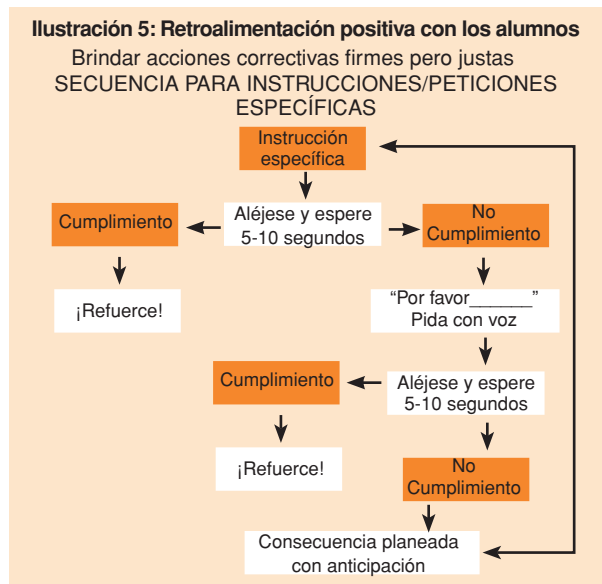 Ilustración 5: Retroalimentación positiva con los alumnos
Brindar acciones correctivas firmes pero justas
SECUENCIA PARA INSTRUCCIONES/PETICIONES
ESPECÍFICAS
Instrucción
específica
Cumplimiento
Aléjese y espere
5-10 segundos
No
Cumplimiento
¡Refuerce!
“Por favor______”
Pida con voz
Cumplimiento
Aléjese y espere
5-10 segundos
¡Refuerce!
No
Cumplimiento
Consecuencia planeada
con anticipación